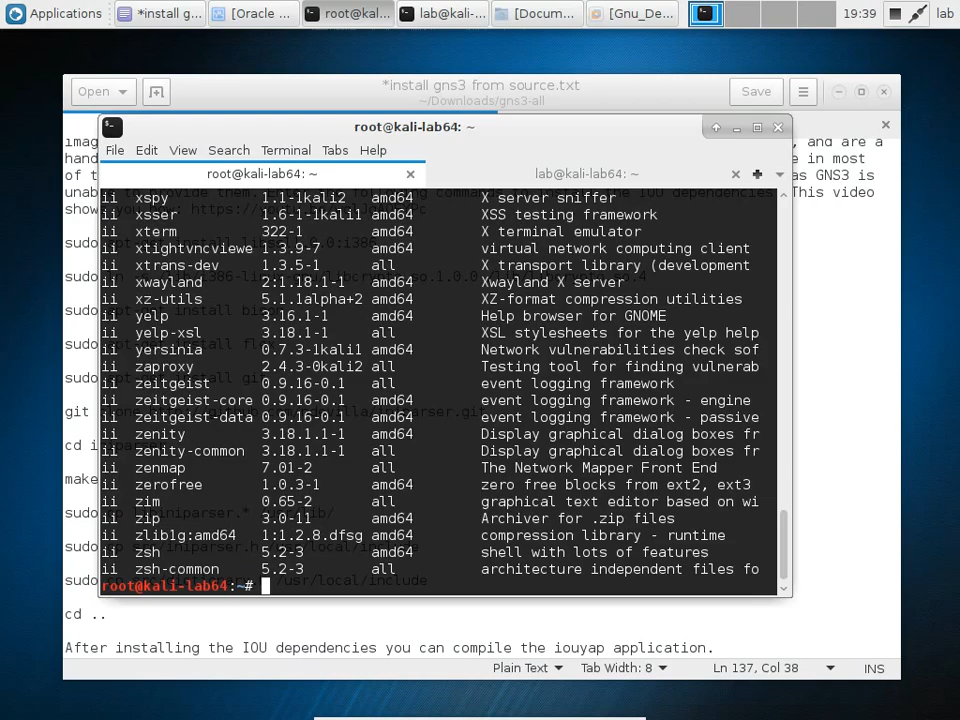 Applications *install g... [Oracle ... root@kal... lab@kali-... [Docum... [Gnu_De... 19:39 lab
Open *install gns3 from source.txt Save
~/Downloads/gns3-all
root@kali-lab64: ~
File Edit View Search Terminal Tabs Help
root@kali-lab64: ~ lab@kali-lab64: ~
ii xspy 1.1-1kali2 amd64 X server sniffer
ii xsser 1.6-1-1kali1 amd64 XSS testing framework
ii xterm 322-1 amd64 X terminal emulator
ii xtightvncviewe 1.3.9-7 amd64 virtual network computing client
ii xtrans-dev 1.3.5-1 all X transport library (development
ii xwayland 2:1.18.1-1 amd64 Xwayland X server
ii xz-utils 5.1.1alpha+2 amd64 XZ-format compression utilities
ii yelp 3.16.1-1 amd64 Help browser for GNOME
ii yelp-xsl 3.18.1-1 all XSL stylesheets for the yelp help
ii yersinia 0.7.3-1kali1 amd64 Network vulnerabilities check sof
ii zaproxy 2.4.3-0kali2 all Testing tool for finding vulnerab
ii zeitgeist 0.9.16-0.1 all event logging framework
ii zeitgeist-core 0.9.16-0.1 amd64 event logging framework - engine
ii zeitgeist-data 0.9.16-0.1 all event logging framework - passive
ii zenity 3.18.1.1-1 amd64 Display graphical dialog boxes fr
ii zenity-common 3.18.1.1-1 all Display graphical dialog boxes fr
ii zenmap 7.01-2 all The Network Mapper Front End
ii zerofree 1.0.3-1 amd64 zero free blocks from ext2, ext3
ii zim 0.65-2 all graphical text editor based on wi
ii zip 3.0-11 amd64 Archiver for .zip files
ii zlib1g:amd64 1:1.2.8.dfsg amd64 compression library - runtime
ii zsh 5.2-3 amd64 shell with lots of features
ii zsh-common 5.2-3 all architecture independent files fo
root@kali-lab64:~#
cd ..
After installing the IOU dependencies you can compile the iouyap application.
Plain Text Tab Width: 8 Ln 137, Col 38 INS